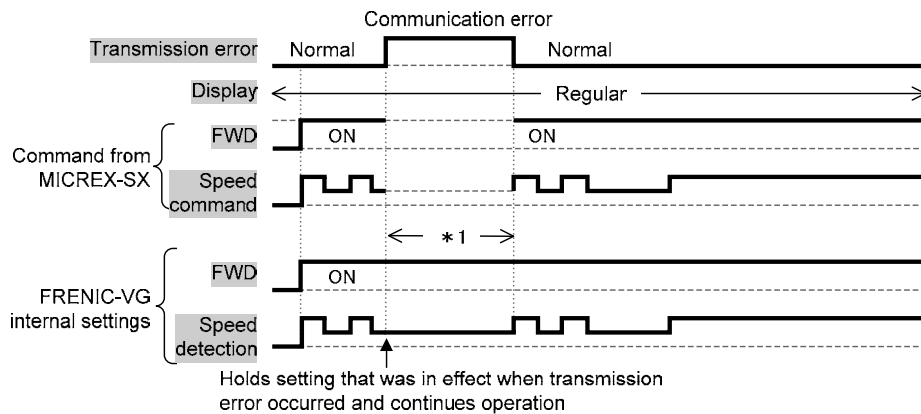 Communication error
Transmission error Normal Normal
Display Regular
FWD ON ON
Command from
MICREX-SX
Speed
command
*1
FWD ON
FRENIC-VG
internal settings
Speed
detection
Holds setting that was in effect when transmission
error occurred and continues operation